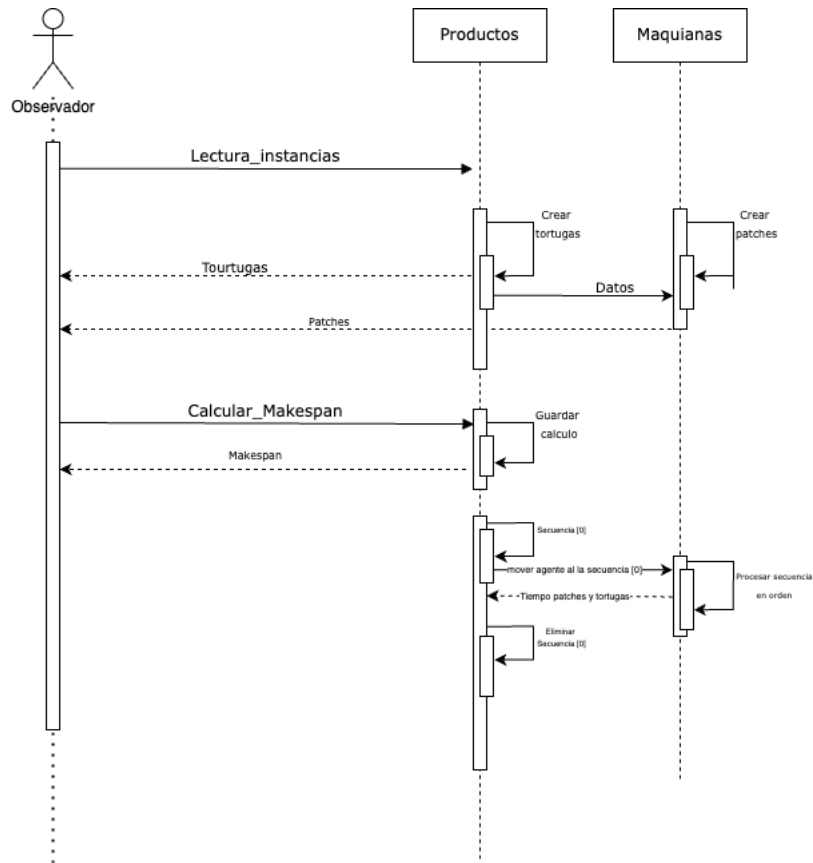 Productos
Maquianas
Observador
Lectura_instancias
Crear
tortugas
Crear
patches
Tourtugas
Datos
Patches
Calcular_Makespan
Guardar
calculo
Makespan
Secuencia [0]
mover agente al la secuencia [0]
Procesar secuencia
en orden
Tiempo patches y tortugas
Eliminar
Secuencia [0]